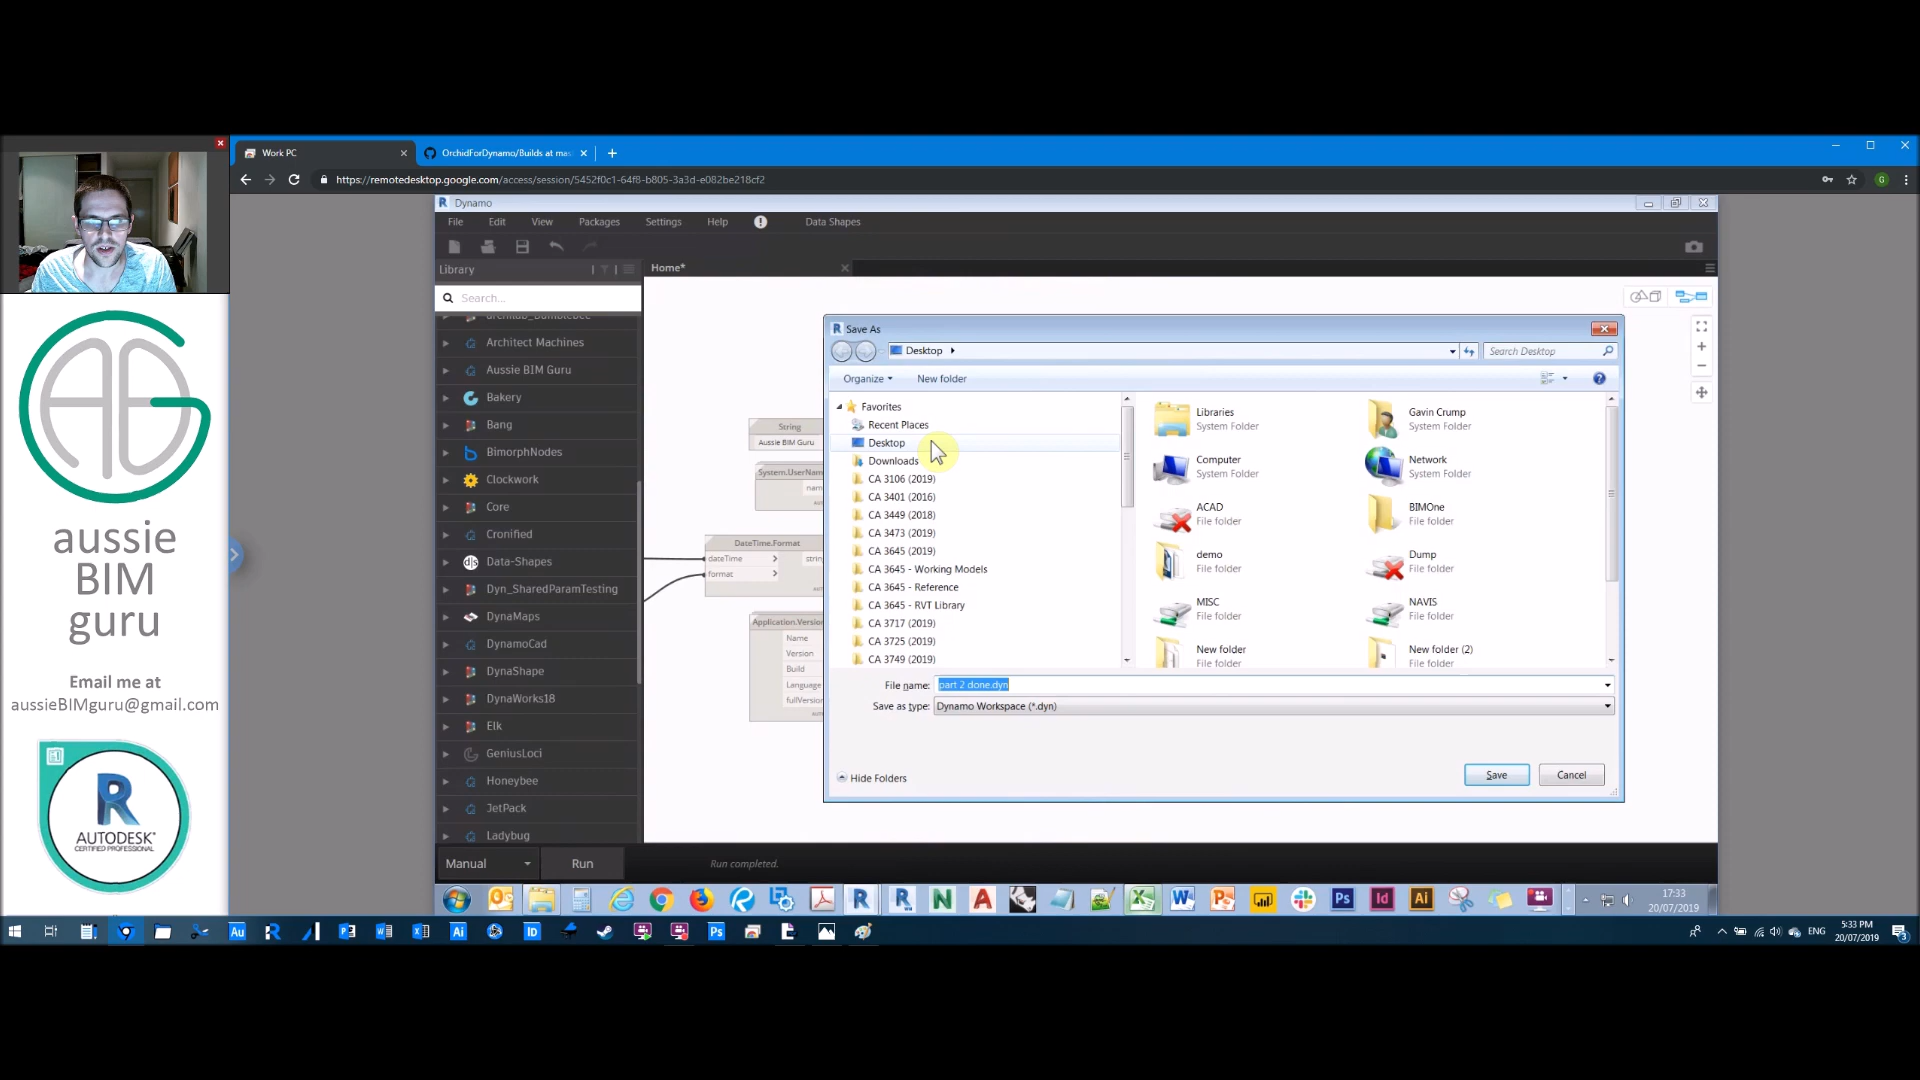 Work PC
OrchidForDynamo/Builds at mas
https://remotedesktop.google.com/access/session/5452f0c1-64f8-b805-3a3d-e082be218cf2
G
Dynamo
File Edit View Packages Settings Help Data Shapes
Library
Home*
Search...
Architect Machines
Aussie BIM Guru
Bakery
Bang
BimorphNodes
Clockwork
Core
Cronified
Data-Shapes
Dyn_SharedParamTesting
DynaMaps
DynamoCad
DynaShape
DynaWorks18
Elk
GeniusLoci
Honeybee
JetPack
Ladybug
String
Aussie BIM Guru
System.UserName
name
DateTime.Format
dateTime
string
format
Application.Version
Name
Version
Build
Language
fullVersion
Save As
Desktop
Search Desktop
Organize
New folder
Favorites
Recent Places
Desktop
Downloads
CA 3106 (2019)
CA 3401 (2016)
CA 3449 (2018)
CA 3473 (2019)
CA 3645 (2019)
CA 3645 - Working Models
CA 3645 - Reference
CA 3645 - RVT Library
CA 3717 (2019)
CA 3725 (2019)
CA 3749 (2019)
Libraries
System Folder
Gavin Crump
System Folder
Computer
System Folder
Network
System Folder
ACAD
File folder
BIMOne
File folder
demo
File folder
Dump
File folder
MISC
File folder
NAVIS
File folder
New folder
File folder
New folder (2)
File folder
File name: part 2 done.dyn
Save as type: Dynamo Workspace (*.dyn)
Hide Folders
Save
Cancel
Manual
Run
Run completed.
17:33
20/07/2019
ENG
5:33 PM
20/07/2019
aussie
BIM
guru
Email me at
aussieBIMguru@gmail.com
R
AUTODESK
CERTIFIED PROFESSIONAL